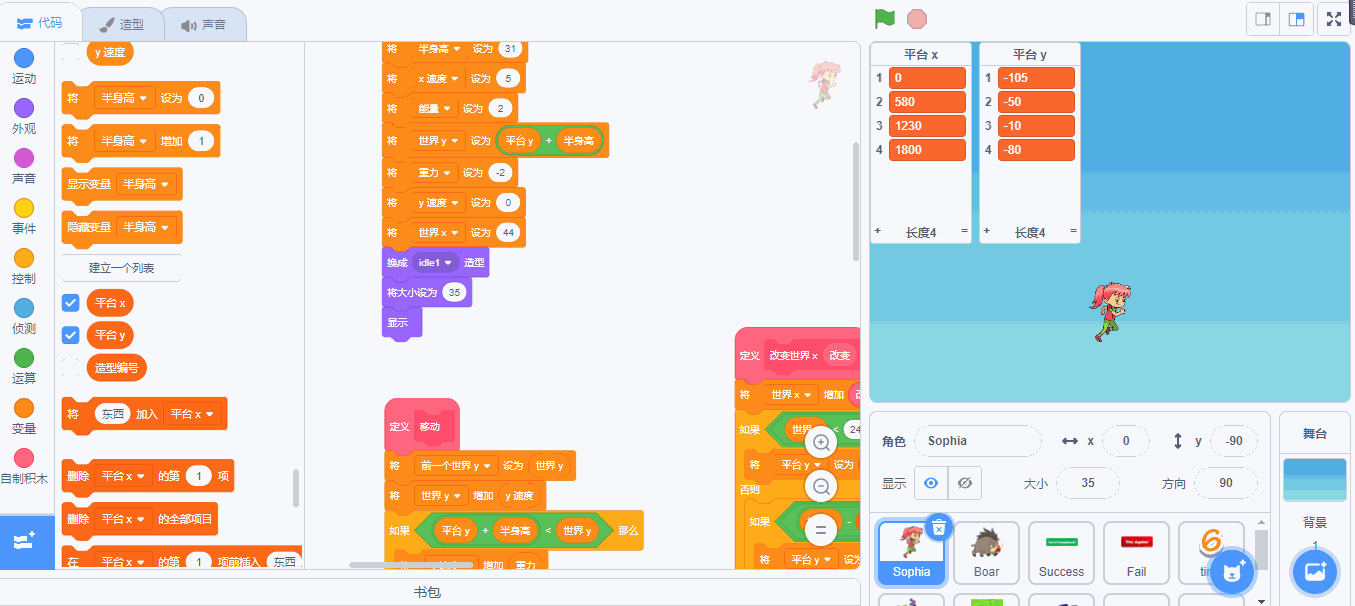 代码
造型
声音
运动
外观
声音
事件
控制
侦测
运算
变量
自制积木
y 速度
将 半身高 设为 0
将 半身高 增加 1
显示变量 半身高
隐藏变量 半身高
建立一个列表
平台 x
平台 y
造型编号
将 东西 加入 平台 x
删除 平台 x 的第 1 项
删除 平台 x 的全部项目
在 平台 x 的第 1 项前插入 东西
将 半身高 设为 31
将 x 速度 设为 5
将 能量 设为 2
将 世界 y 设为 平台 y + 半身高
将 重力 设为 -2
将 y 速度 设为 0
将 世界 x 设为 44
换成 idle1 造型
将大小设为 35
显示
定义 移动
将 前一个世界 y 设为 世界 y
将 世界 y 增加 y 速度
如果 平台 y + 半身高 < 世界 y 那么
增加 重力
定义 改变世界 x 改变
将 世界 x 增加
如果 世界 < 24
将 平台 y 设为
否则
如果 -
将 平台 y 设为
平台 x
1 0
2 580
3 1230
4 1800
+ 长度4 =
平台 y
1 -105
2 -50
3 -10
4 -80
+ 长度4 =
角色 Sophia x 0 y -90
显示 大小 35 方向 90
Sophia
Boar
Success
Fail
舞台
背景
1
书包